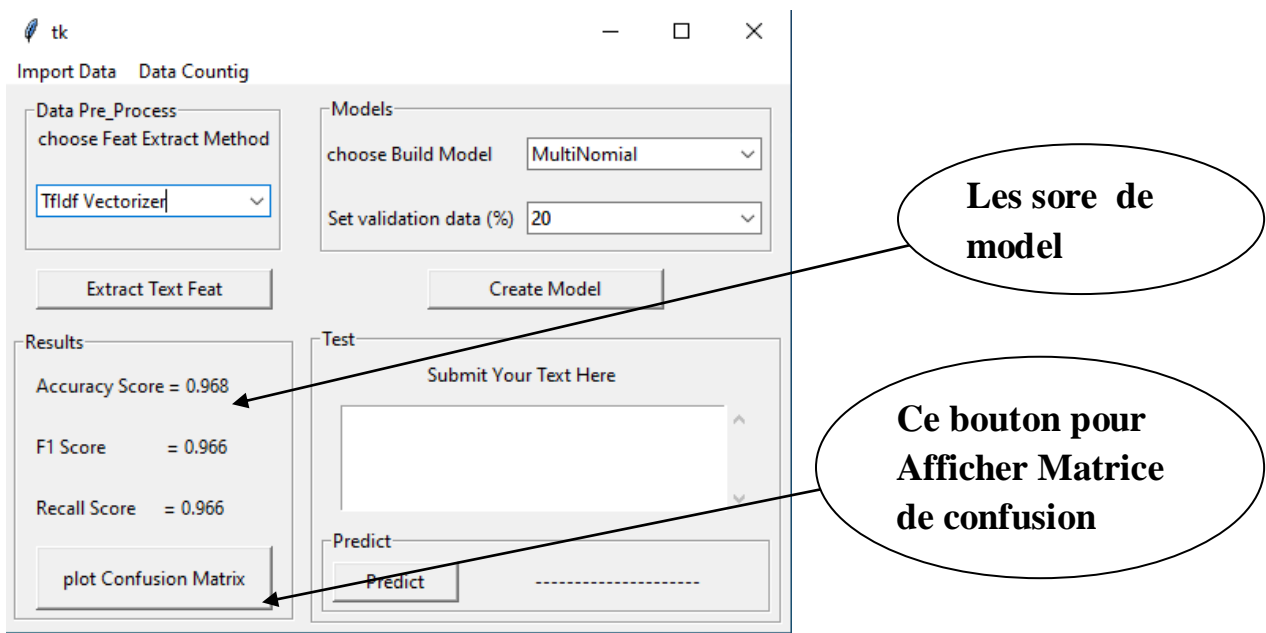 tk
Import Data Data Countig
Data Pre_Process
choose Feat Extract Method
TfIdf Vectorizer
Extract Text Feat
Models
choose Build Model MultiNomial
Set validation data (%) 20
Create Model
Results
Accuracy Score = 0.968
F1 Score = 0.966
Recall Score = 0.966
plot Confusion Matrix
Test
Submit Your Text Here
Predict
Predict ---------------------
Les sore de
model
Ce bouton pour
Afficher Matrice
de confusion